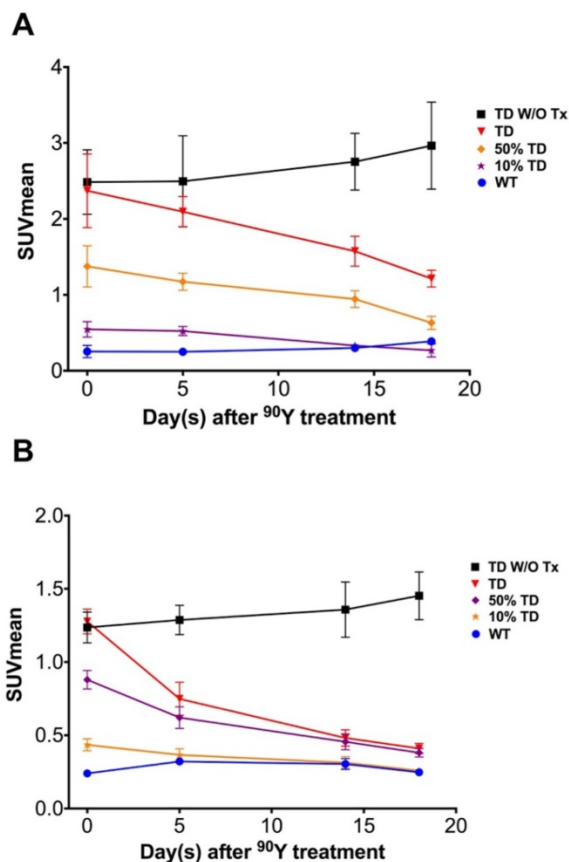 A
4
3
2
1
0
SUVmean
0 5 10 15 20
Day(s) after ⁹⁰Y treatment
TD W/O Tx
TD
50% TD
10% TD
WT
B
2.0
1.5
1.0
0.5
0.0
SUVmean
0 5 10 15 20
Day(s) after ⁹⁰Y treatment
TD W/O Tx
TD
50% TD
10% TD
WT